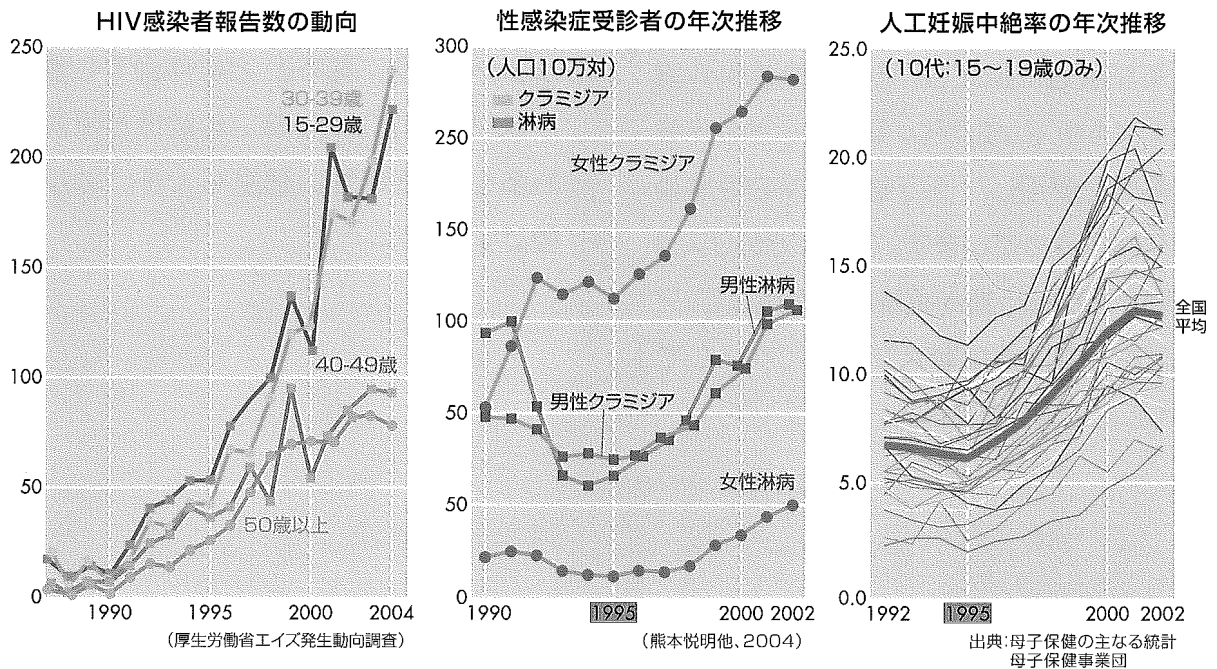 HIV感染者報告数の動向
250
200
150
100
50
0
30-39歳
15-29歳
40-49歳
50歳以上
1990
1995
2000
2004
(厚生労働省エイズ発生動向調査)
性感染症受診者の年次推移
300
250
200
150
100
50
0
(人口10万対)
クラミジア
淋病
女性クラミジア
男性淋病
男性クラミジア
女性淋病
1990
1995
2000
2002
(熊本悦明他、2004)
人工妊娠中絶率の年次推移
25.0
20.0
15.0
10.0
5.0
0.0
(10代:15〜19歳のみ)
全国
平均
1992
1995
2000
2002
出典:母子保健の主なる統計
母子保健事業団